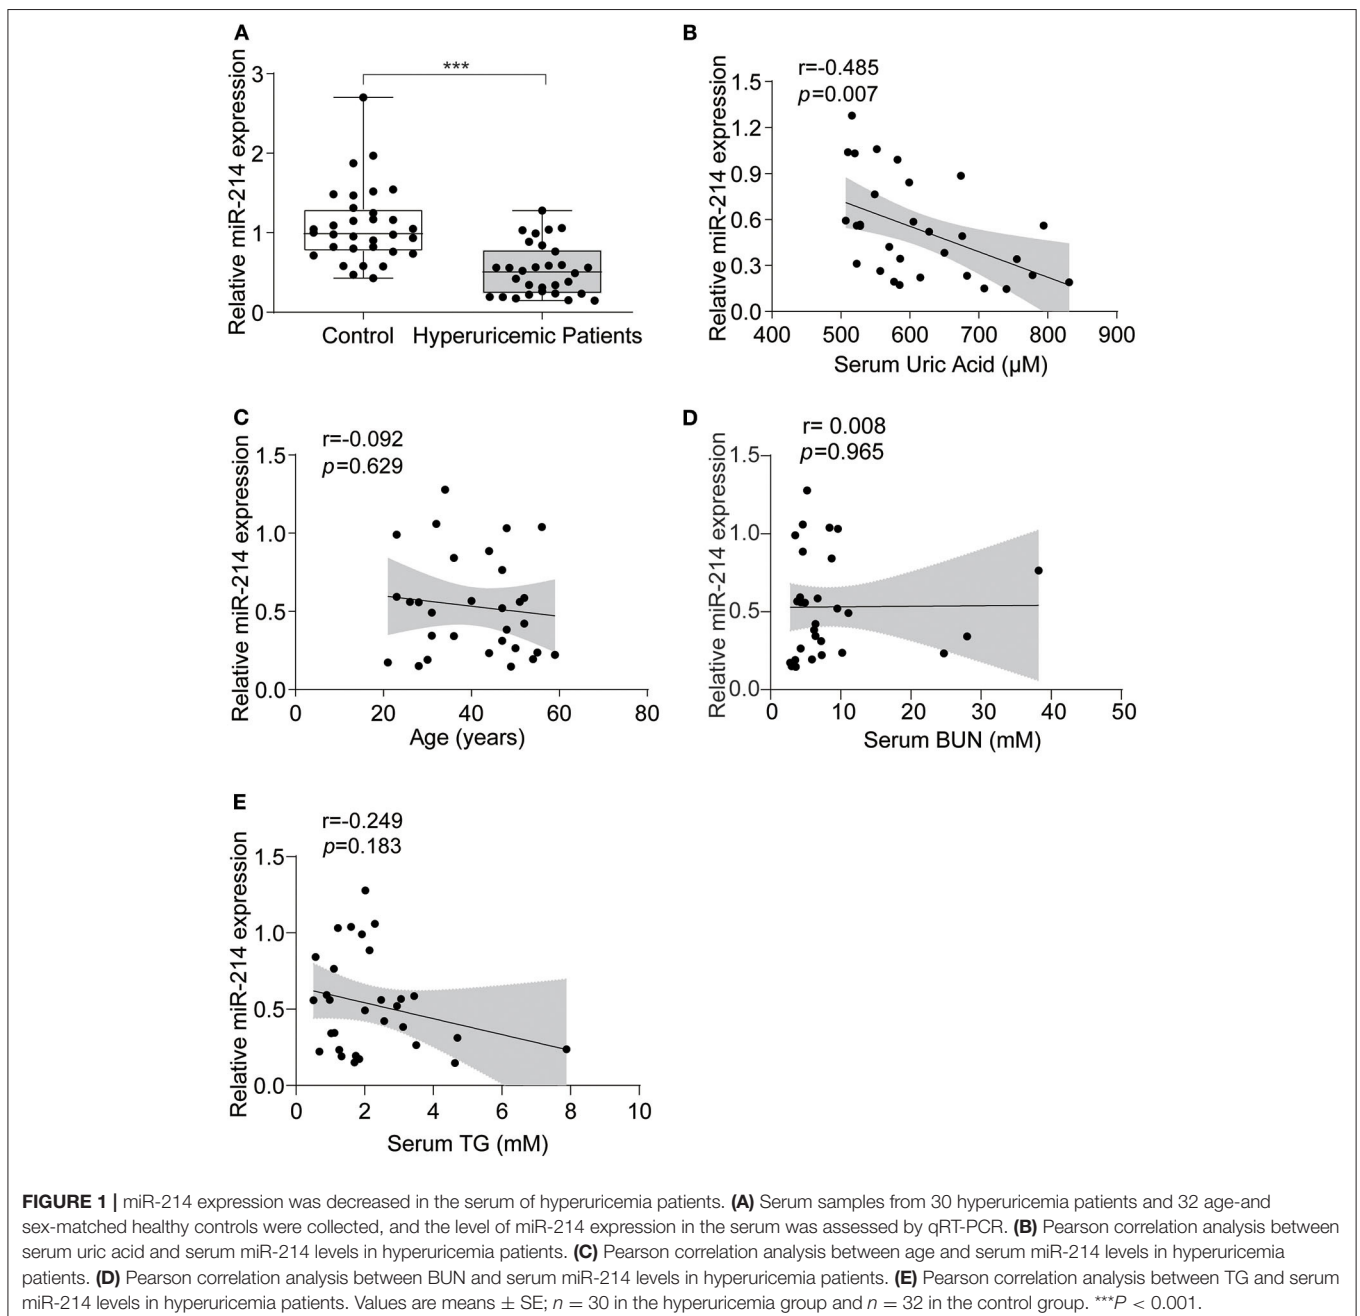 A
Relative miR-214 expression
3
2
1
0
***
Control
Hyperuricemic Patients
B
Relative miR-214 expression
r=-0.485
p=0.007
1.5
1.2
0.9
0.6
0.3
0.0
400 500 600 700 800 900
Serum Uric Acid (µM)
C
Relative miR-214 expression
r=-0.092
p=0.629
1.5
1.0
0.5
0.0
0 20 40 60 80
Age (years)
D
Relative miR-214 expression
r= 0.008
p=0.965
1.5
1.0
0.5
0.0
0 10 20 30 40 50
Serum BUN (mM)
E
Relative miR-214 expression
r=-0.249
p=0.183
1.5
1.0
0.5
0.0
0 2 4 6 8 10
Serum TG (mM)
FIGURE 1 | miR-214 expression was decreased in the serum of hyperuricemia patients. (A) Serum samples from 30 hyperuricemia patients and 32 age-and
sex-matched healthy controls were collected, and the level of miR-214 expression in the serum was assessed by qRT-PCR. (B) Pearson correlation analysis between
serum uric acid and serum miR-214 levels in hyperuricemia patients. (C) Pearson correlation analysis between age and serum miR-214 levels in hyperuricemia
patients. (D) Pearson correlation analysis between BUN and serum miR-214 levels in hyperuricemia patients. (E) Pearson correlation analysis between TG and serum
miR-214 levels in hyperuricemia patients. Values are means ± SE; n = 30 in the hyperuricemia group and n = 32 in the control group. ***P < 0.001.